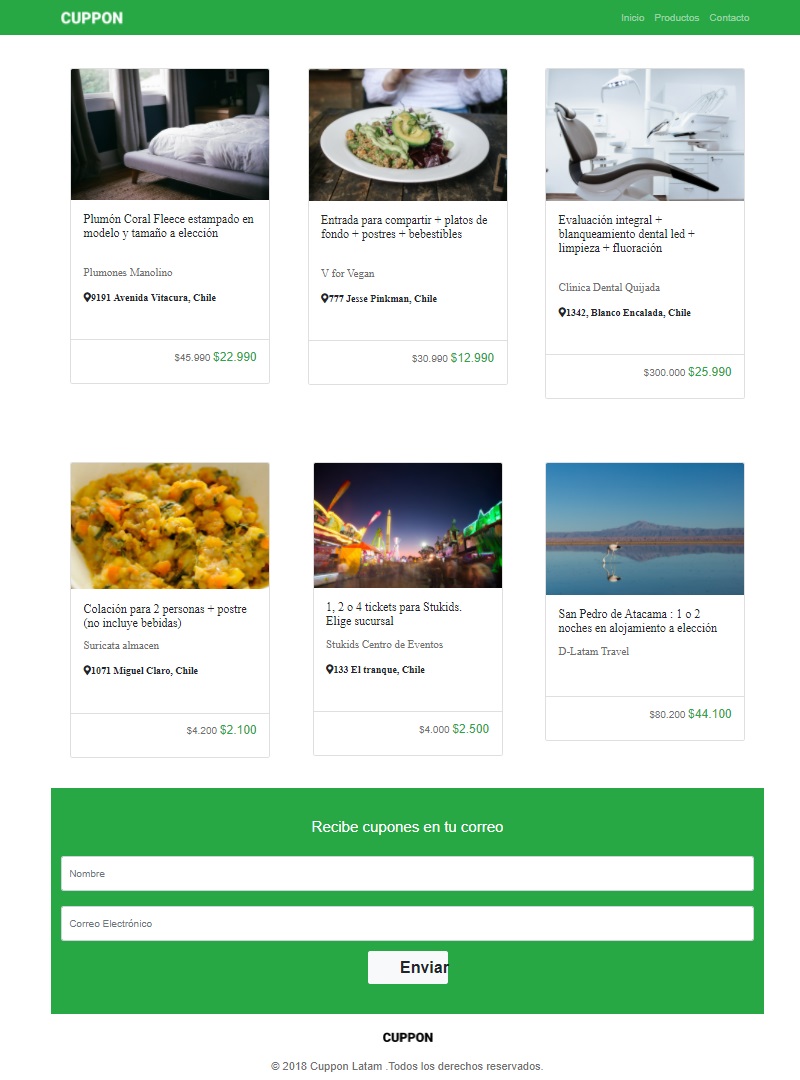 CUPPON
Inicio Productos Contacto
Plumón Coral Fleece estampado en
modelo y tamaño a elección
Plumones Manolino
9191 Avenida Vitacura, Chile
$45.990 $22.990
Entrada para compartir + platos de
fondo + postres + bebestibles
V for Vegan
777 Jesse Pinkman, Chile
$30.990 $12.990
Evaluación integral +
blanqueamiento dental led +
limpieza + fluoración
Clínica Dental Quijada
1342, Blanco Encalada, Chile
$300.000 $25.990
Colación para 2 personas + postre
(no incluye bebidas)
Suricata almacen
1071 Miguel Claro, Chile
$4.200 $2.100
1, 2 o 4 tickets para Stukids.
Elige sucursal
Stukids Centro de Eventos
133 El tranque, Chile
$4.000 $2.500
San Pedro de Atacama : 1 o 2
noches en alojamiento a elección
D-Latam Travel
$80.200 $44.100
Recibe cupones en tu correo
Nombre
Correo Electrónico
Enviar
CUPPON
© 2018 Cuppon Latam .Todos los derechos reservados.